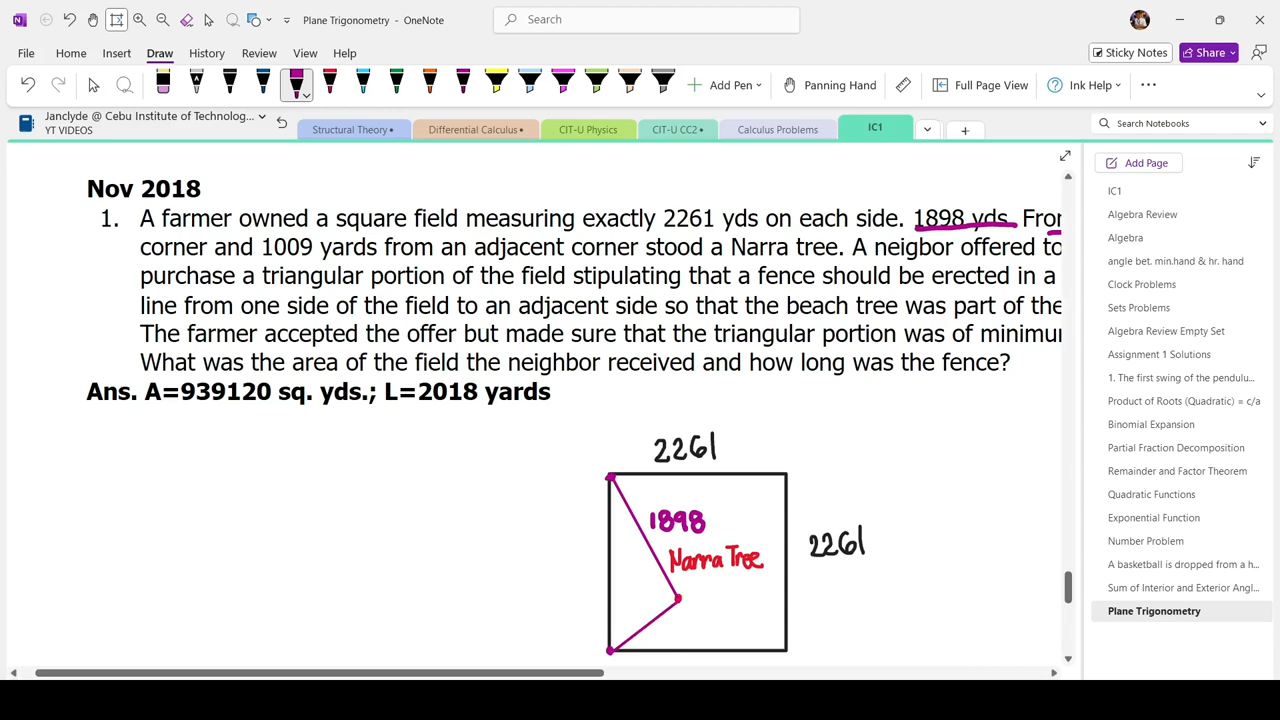 Plane Trigonometry - OneNote
Search
File Home Insert Draw History Review View Help
Sticky Notes
Share
Add Pen
Panning Hand
Full Page View
Ink Help
Janclyde @ Cebu Institute of Technolog...
YT VIDEOS
Structural Theory
Differential Calculus
CIT-U Physics
CIT-U CC2
Calculus Problems
IC1
Search Notebooks
Add Page
Nov 2018
1. A farmer owned a square field measuring exactly 2261 yds on each side. 1898 yds. Fror
corner and 1009 yards from an adjacent corner stood a Narra tree. A neigbor offered to
purchase a triangular portion of the field stipulating that a fence should be erected in a
line from one side of the field to an adjacent side so that the beach tree was part of the
The farmer accepted the offer but made sure that the triangular portion was of minimu
What was the area of the field the neighbor received and how long was the fence?
Ans. A=939120 sq. yds.; L=2018 yards
2261
1898
Narra Tree
2261
IC1
Algebra Review
Algebra
angle bet. min.hand & hr. hand
Clock Problems
Sets Problems
Algebra Review Empty Set
Assignment 1 Solutions
1. The first swing of the pendulu...
Product of Roots (Quadratic) = c/a
Binomial Expansion
Partial Fraction Decomposition
Remainder and Factor Theorem
Quadratic Functions
Exponential Function
Number Problem
A basketball is dropped from a h...
Sum of Interior and Exterior Angl...
Plane Trigonometry